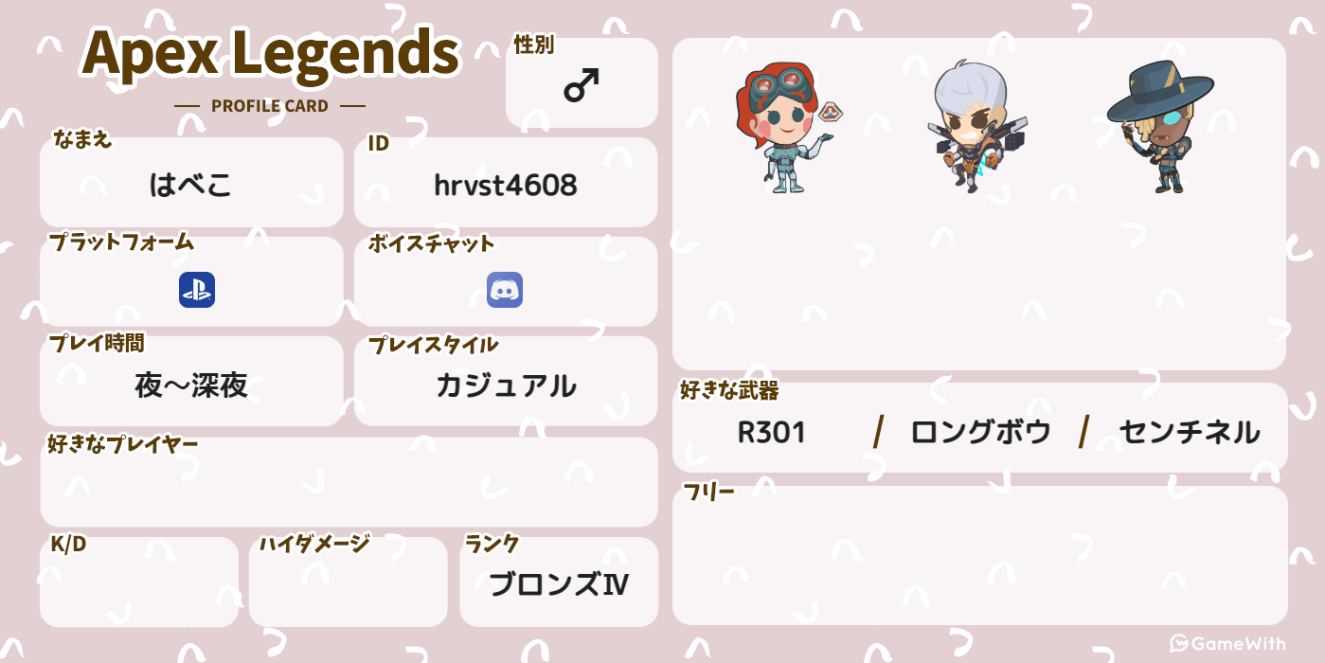 Apex Legends
PROFILE CARD
性別
♂
なまえ
はべこ
ID
hrvst4608
プラットフォーム
ボイスチャット
プレイ時間
夜〜深夜
プレイスタイル
カジュアル
好きなプレイヤー
K/D
ハイダメージ
ランク
ブロンズⅣ
好きな武器
R301 / ロングボウ / センチネル
フリー
GameWith